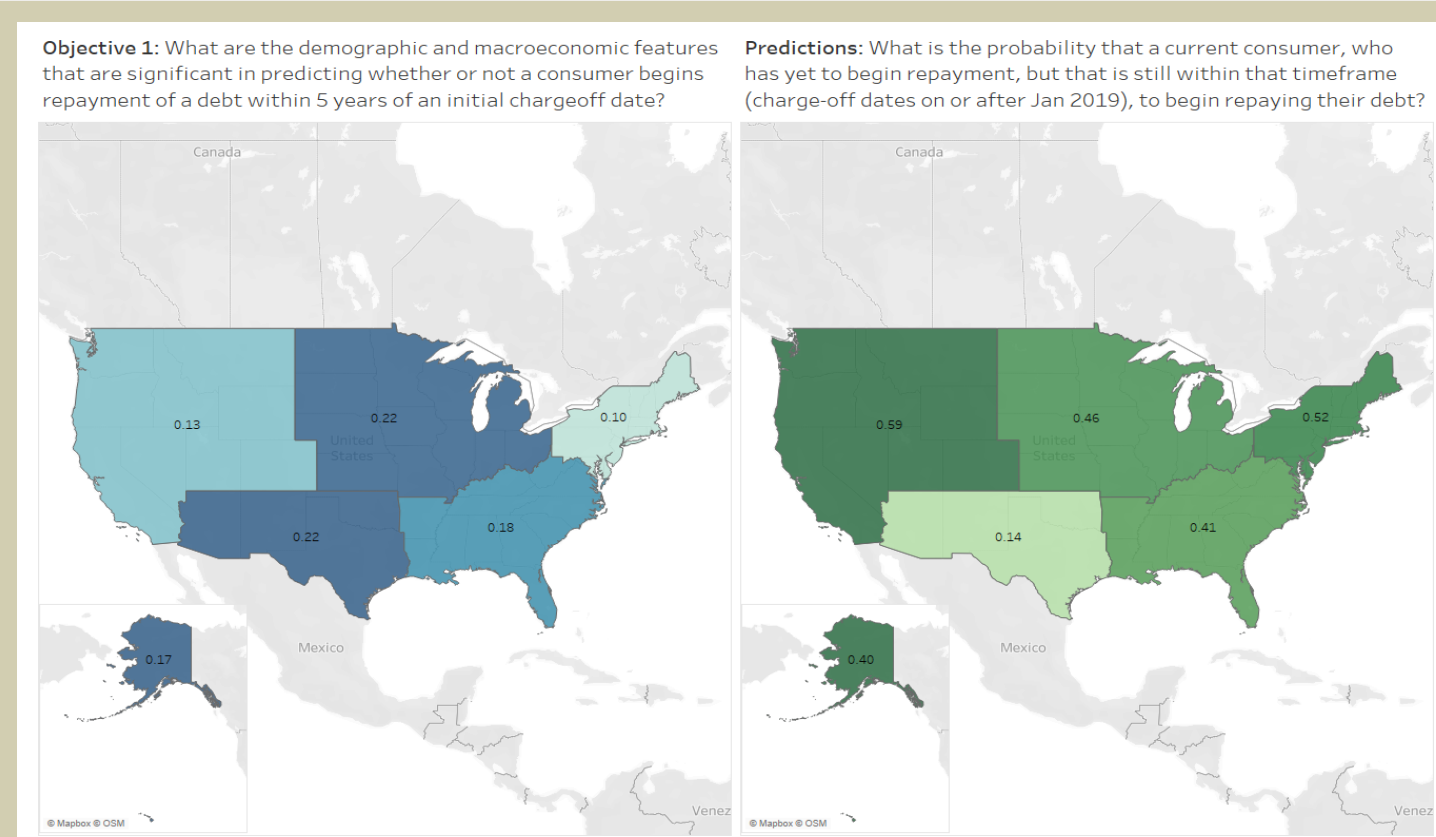 Objective 1: What are the demographic and macroeconomic features
that are significant in predicting whether or not a consumer begins
repayment of a debt within 5 years of an initial chargeoff date?
Predictions: What is the probability that a current consumer, who
has yet to begin repayment, but that is still within that timeframe
(charge-off dates on or after Jan 2019), to begin repaying their debt?
Canada
0.13
0.22
0.10
United
States
0.22
0.18
0.17
Mexico
Venez
© Mapbox © OSM
Canada
0.59
0.46
0.52
United
States
0.14
0.41
0.40
Mexico
Venez
© Mapbox © OSM